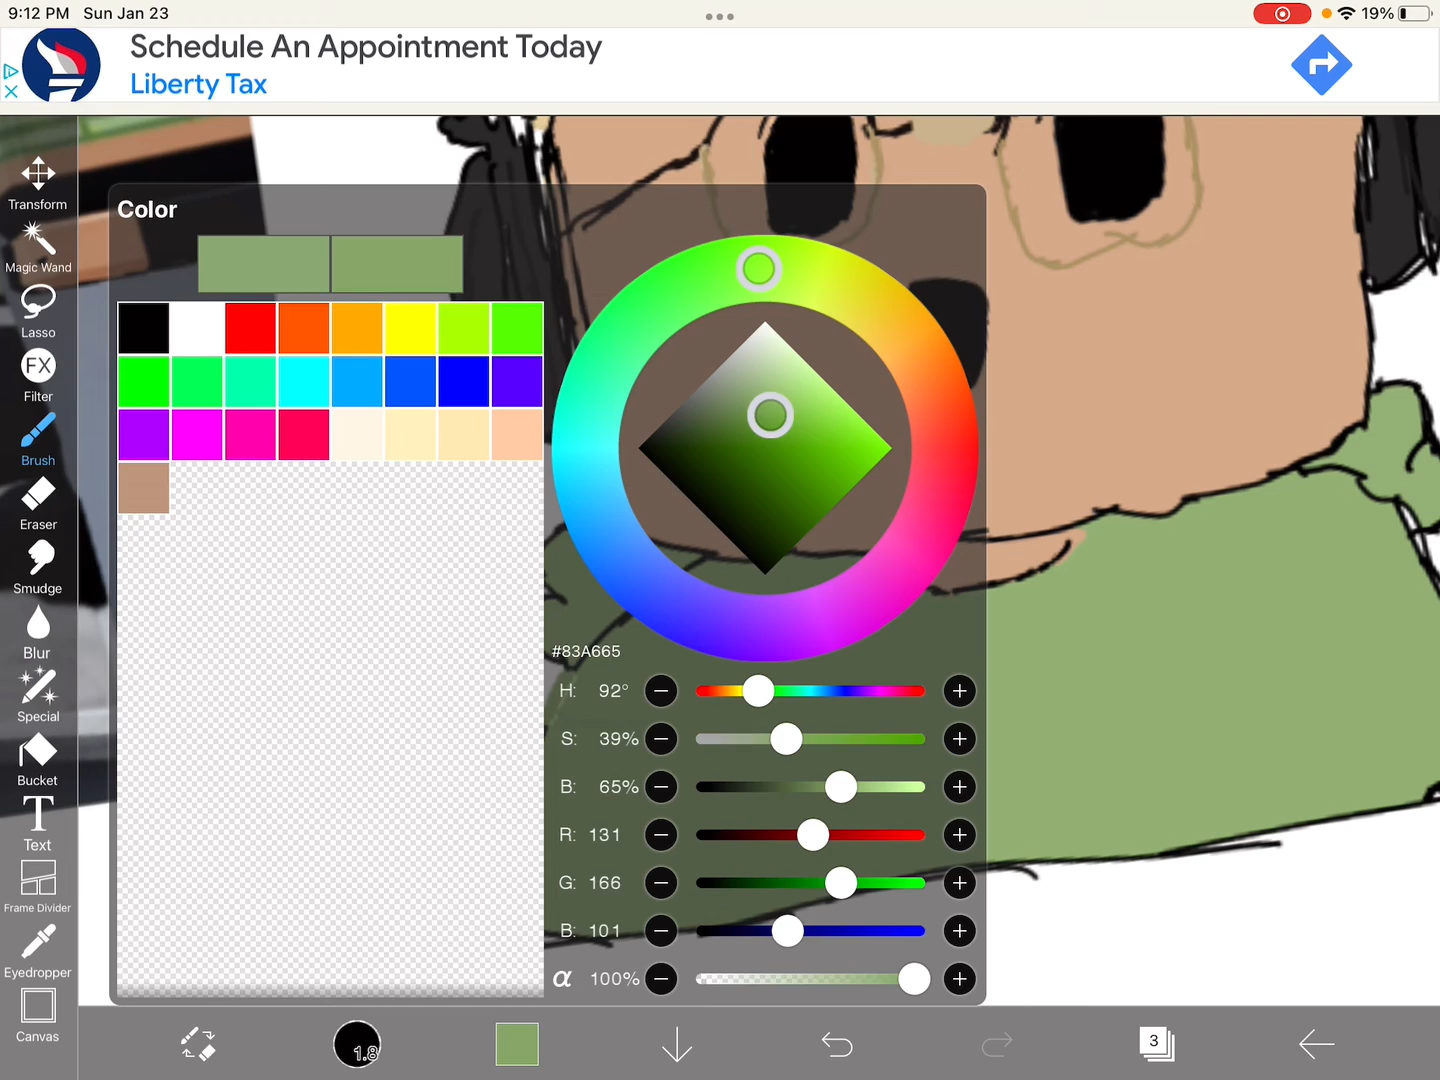 9:12 PM Sun Jan 23
19%
Schedule An Appointment Today
Liberty Tax
Transform
Magic Wand
Lasso
FX
Filter
Brush
Eraser
Smudge
Blur
Special
Bucket
T
Text
Frame Divider
Eyedropper
Canvas
Color
#83A665
H: 92°
S: 39%
B: 65%
R: 131
G: 166
B: 101
α 100%
1.8
3